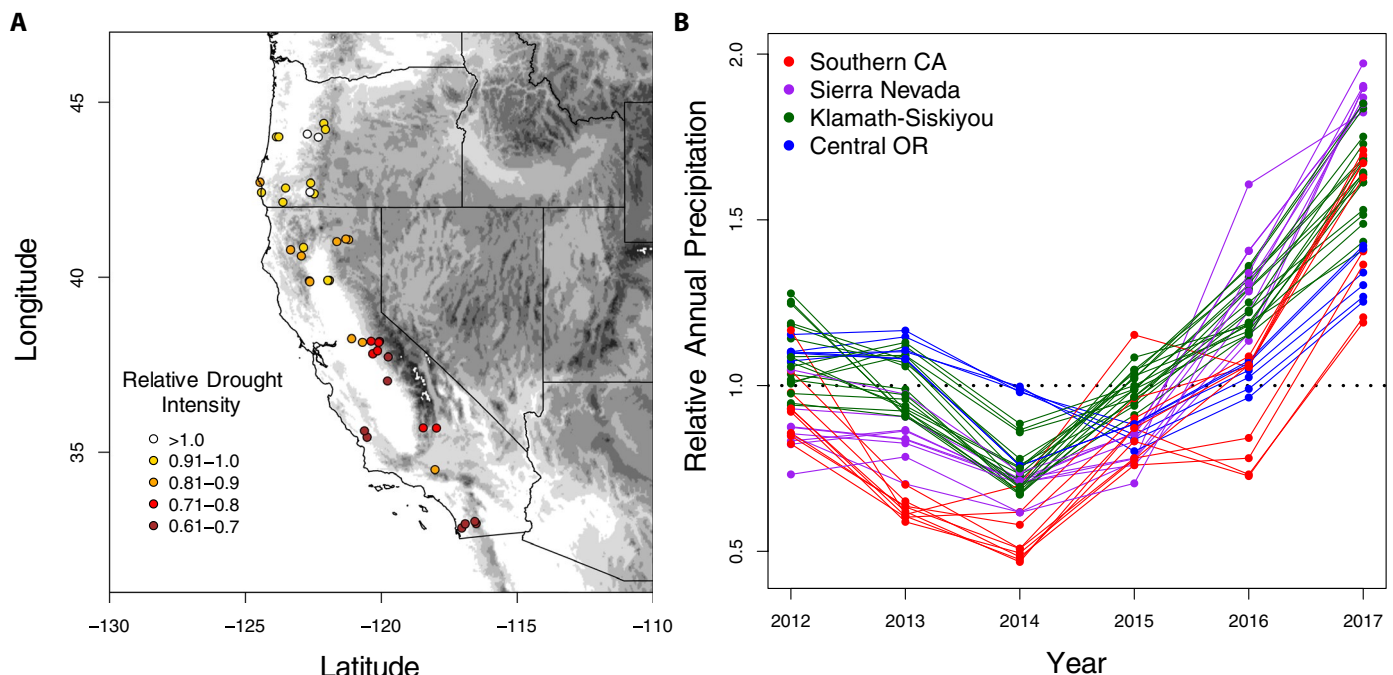 A
45
40
35
Longitude
Relative Drought
Intensity
>1.0
0.91–1.0
0.81–0.9
0.71–0.8
0.61–0.7
−130
−125
−120
−115
−110
Latitude
B
2.0
1.5
1.0
0.5
Relative Annual Precipitation
Southern CA
Sierra Nevada
Klamath-Siskiyou
Central OR
2012
2013
2014
2015
2016
2017
Year